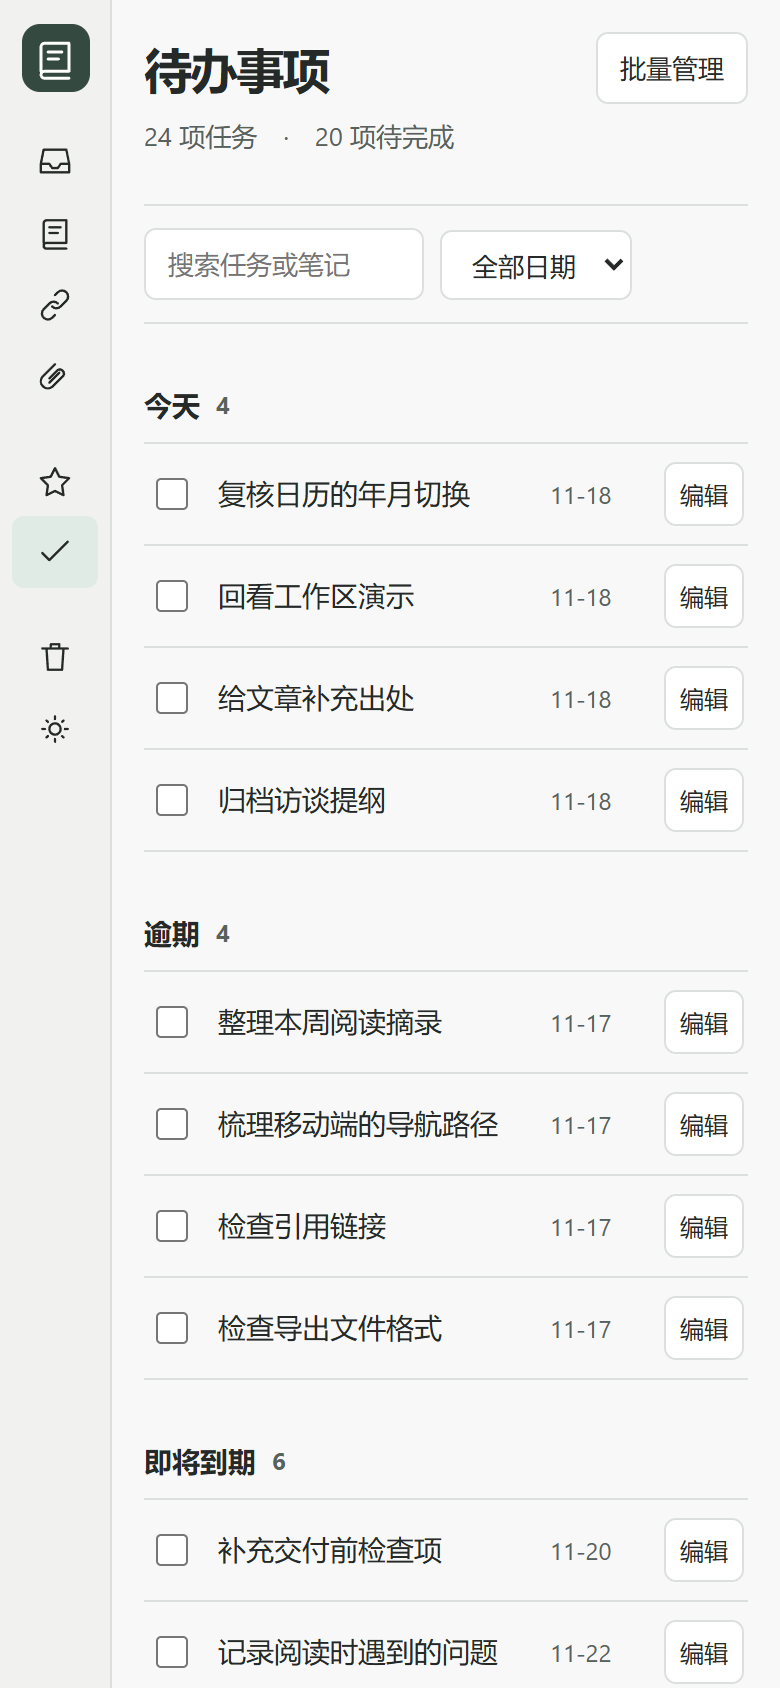 待办事项
批量管理
24 项任务 · 20 项待完成
搜索任务或笔记
全部日期
今天 4
复核日历的年月切换 11-18 编辑
回看工作区演示 11-18 编辑
给文章补充出处 11-18 编辑
归档访谈提纲 11-18 编辑
逾期 4
整理本周阅读摘录 11-17 编辑
梳理移动端的导航路径 11-17 编辑
检查引用链接 11-17 编辑
检查导出文件格式 11-17 编辑
即将到期 6
补充交付前检查项 11-20 编辑
记录阅读时遇到的问题 11-22 编辑